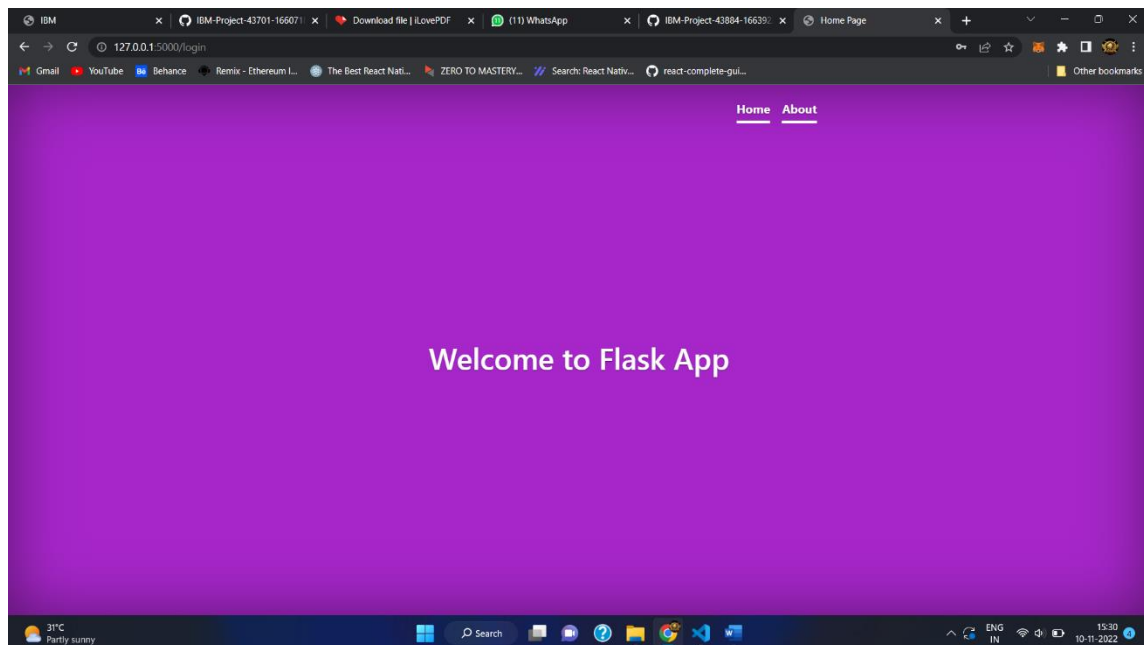 IBM
IBM-Project-43701-166071
Download file | iLovePDF
(11) WhatsApp
IBM-Project-43884-166392
Home Page
127.0.0.1:5000/login
Gmail
YouTube
Behance
Remix - Ethereum I...
The Best React Nati...
ZERO TO MASTERY...
Search: React Nativ...
react-complete-gui...
Other bookmarks
Home About
Welcome to Flask App
31°C
Partly sunny
Search
ENG
IN
15:30
10-11-2022
4